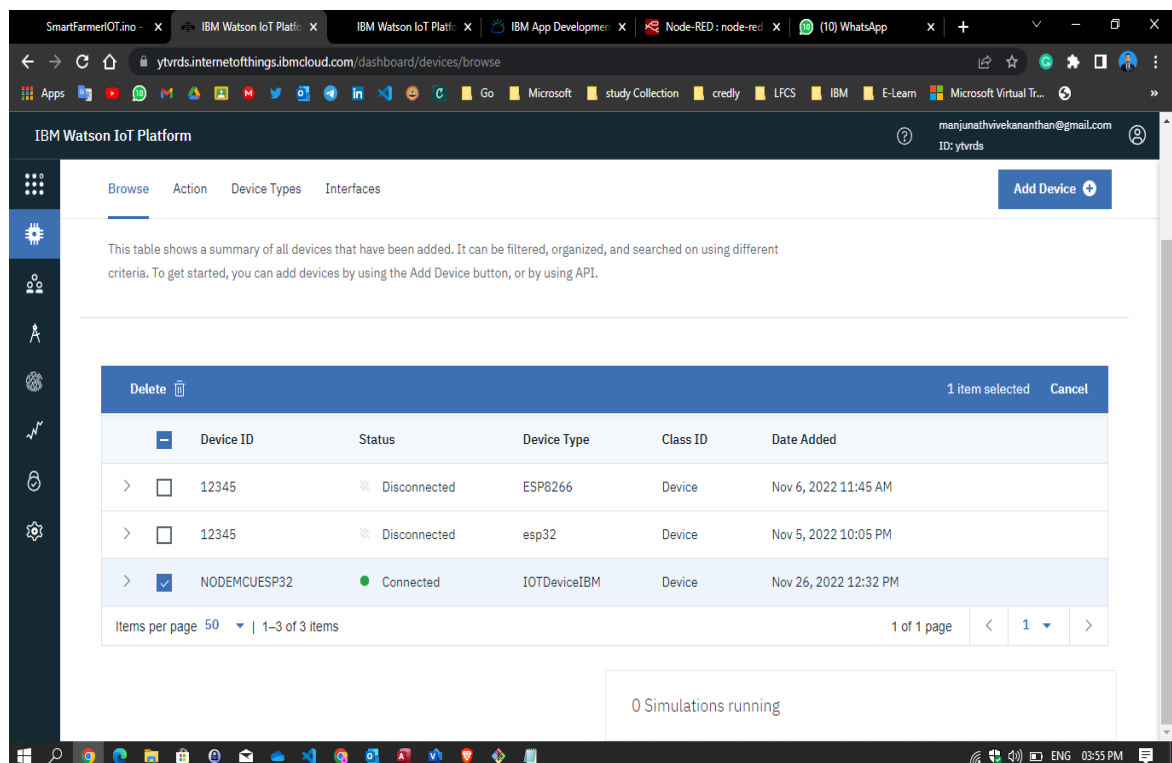 SmartFarmerIOT.ino - X IBM Watson IoT Platfo X IBM Watson IoT Platfo X IBM App Developmen X Node-RED : node-red X (10) WhatsApp X +
ytvrds.internetofthings.ibmcloud.com/dashboard/devices/browse
Apps Go Microsoft study Collection credly LFCS IBM E-Learn Microsoft Virtual Tr... »
IBM Watson IoT Platform
manjunathvivekananthan@gmail.com
ID: ytvrds
Browse Action Device Types Interfaces Add Device
This table shows a summary of all devices that have been added. It can be filtered, organized, and searched on using different
criteria. To get started, you can add devices by using the Add Device button, or by using API.
Delete 1 item selected Cancel
Device ID Status Device Type Class ID Date Added
12345 Disconnected ESP8266 Device Nov 6, 2022 11:45 AM
12345 Disconnected esp32 Device Nov 5, 2022 10:05 PM
NODEMCUESP32 Connected IOTDeviceIBM Device Nov 26, 2022 12:32 PM
Items per page 50 | 1–3 of 3 items 1 of 1 page 1
0 Simulations running
ENG 03:55 PM